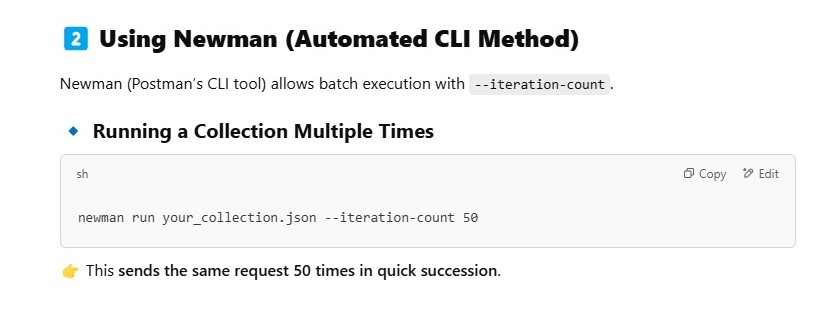 2 Using Newman (Automated CLI Method)
Newman (Postman’s CLI tool) allows batch execution with --iteration-count.
🔹 Running a Collection Multiple Times
sh Copy Edit
newman run your_collection.json --iteration-count 50
👉 This sends the same request 50 times in quick succession.